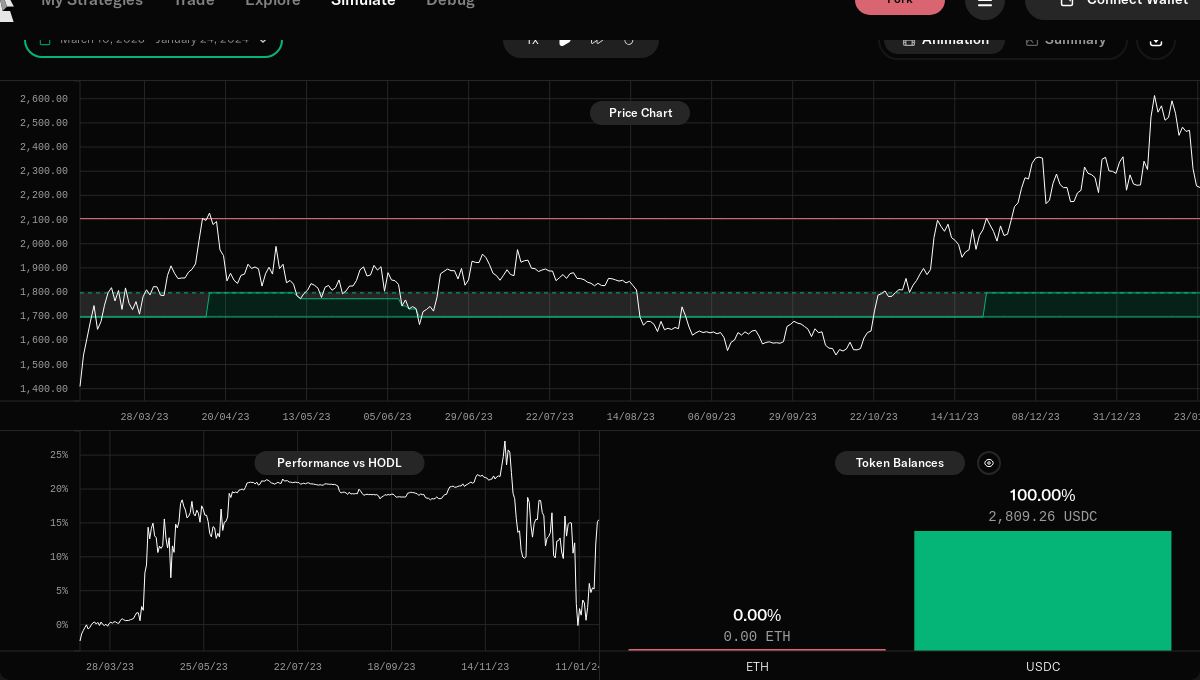 My Strategies Trade Explore Simulate Debug Fork Connect Wallet
March 10, 2023 - January 24, 2024 1x Animation Summary
Price Chart
2,600.00
2,500.00
2,400.00
2,300.00
2,200.00
2,100.00
2,000.00
1,900.00
1,800.00
1,700.00
1,600.00
1,500.00
1,400.00
28/03/23 20/04/23 13/05/23 05/06/23 29/06/23 22/07/23 14/08/23 06/09/23 29/09/23 22/10/23 14/11/23 08/12/23 31/12/23
Performance vs HODL
25%
20%
15%
10%
5%
0%
28/03/23 25/05/23 22/07/23 18/09/23 14/11/23
Token Balances
100.00%
2,809.26 USDC
0.00%
0.00 ETH
ETH USDC